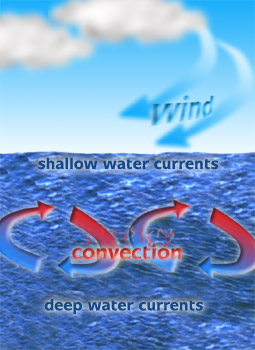 wind
shallow water currents
convection
deep water currents